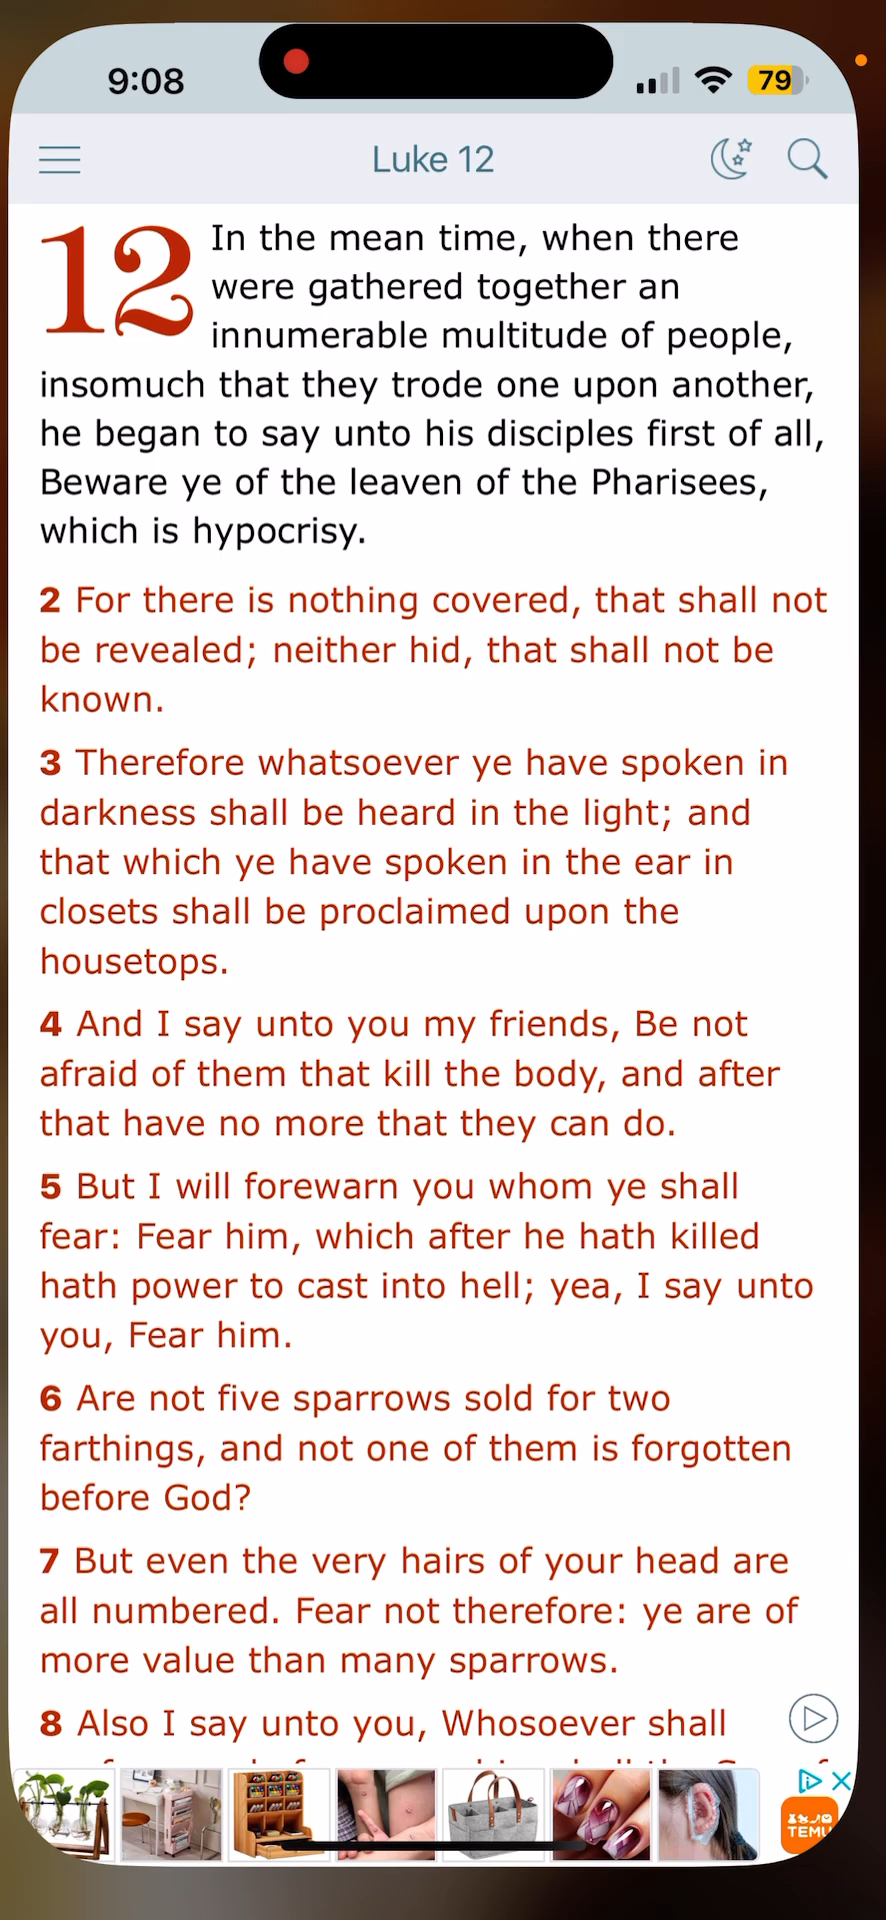 9:08
79
Luke 12
12 In the mean time, when there
were gathered together an
innumerable multitude of people,
insomuch that they trode one upon another,
he began to say unto his disciples first of all,
Beware ye of the leaven of the Pharisees,
which is hypocrisy.
2 For there is nothing covered, that shall not
be revealed; neither hid, that shall not be
known.
3 Therefore whatsoever ye have spoken in
darkness shall be heard in the light; and
that which ye have spoken in the ear in
closets shall be proclaimed upon the
housetops.
4 And I say unto you my friends, Be not
afraid of them that kill the body, and after
that have no more that they can do.
5 But I will forewarn you whom ye shall
fear: Fear him, which after he hath killed
hath power to cast into hell; yea, I say unto
you, Fear him.
6 Are not five sparrows sold for two
farthings, and not one of them is forgotten
before God?
7 But even the very hairs of your head are
all numbered. Fear not therefore: ye are of
more value than many sparrows.
8 Also I say unto you, Whosoever shall
TEMU